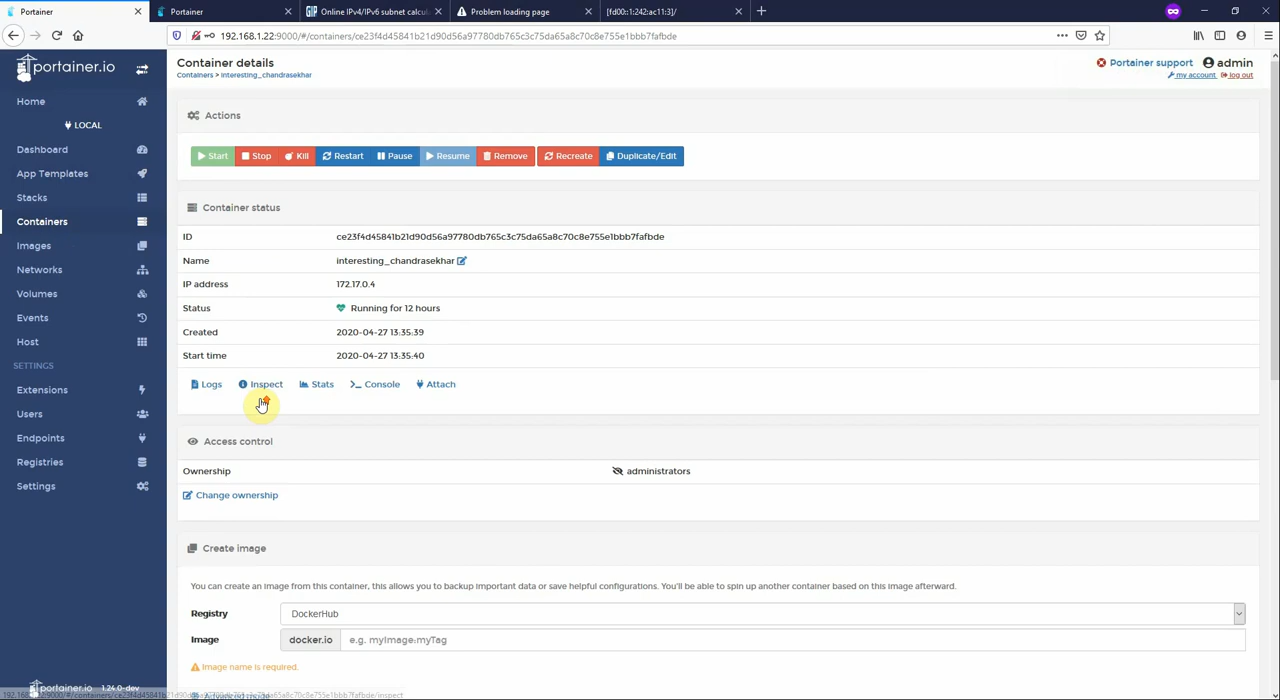 Portainer
Portainer
Online IPv4/IPv6 subnet calcula
Problem loading page
[fd00::1:242:ac11:3]/
192.168.1.22:9000/#/containers/ce23f4d45841b21d90d56a97780db765c3c75da65a8c70c8e755e1bbb7fafbde
portainer.io
Home
LOCAL
Dashboard
App Templates
Stacks
Containers
Images
Networks
Volumes
Events
Host
SETTINGS
Extensions
Users
Endpoints
Registries
Settings
portainer.io 1.24.0-dev
Container details
Containers > interesting_chandrasekhar
Portainer support admin
my account log out
Actions
Start Stop Kill Restart Pause Resume Remove Recreate Duplicate/Edit
Container status
ID ce23f4d45841b21d90d56a97780db765c3c75da65a8c70c8e755e1bbb7fafbde
Name interesting_chandrasekhar
IP address 172.17.0.4
Status Running for 12 hours
Created 2020-04-27 13:35:39
Start time 2020-04-27 13:35:40
Logs Inspect Stats Console Attach
Access control
Ownership administrators
Change ownership
Create image
You can create an image from this container, this allows you to backup important data or save helpful configurations. You'll be able to spin up another container based on this image afterward.
Registry DockerHub
Image docker.io e.g. myImage:myTag
Image name is required.